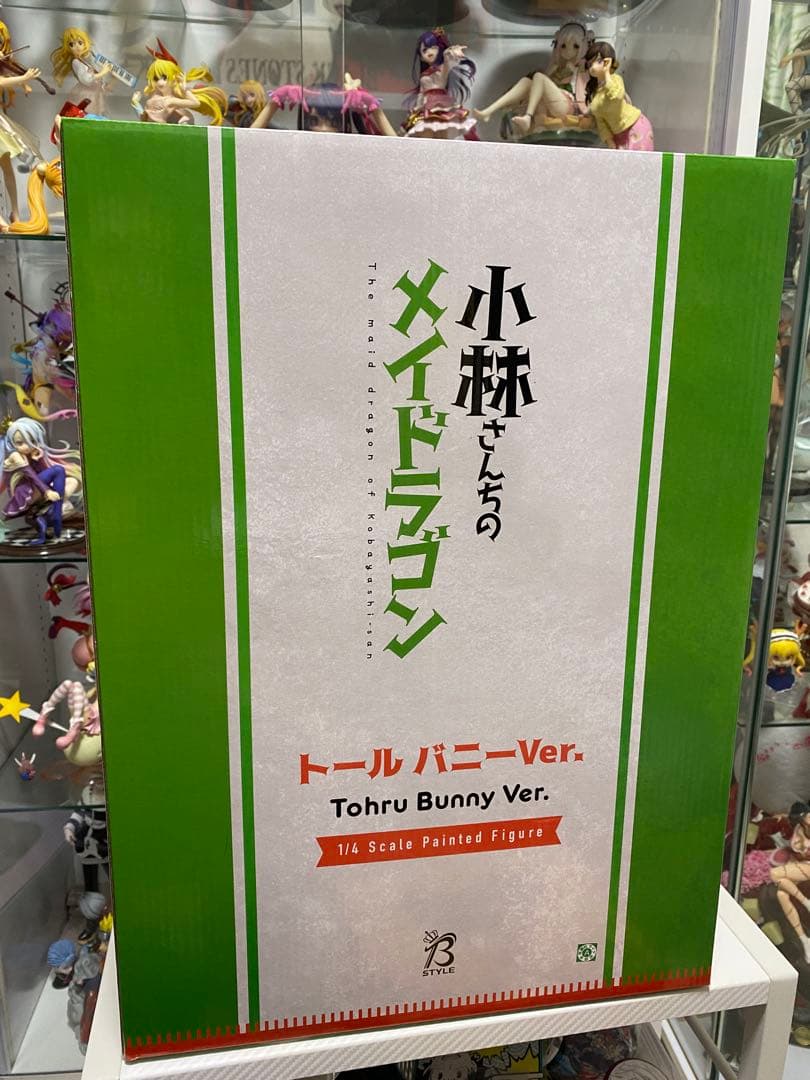 小林さんちの
メイドラゴン
The maid dragon of Kobayashi-san
トール バニーVer.
Tohru Bunny Ver.
1/4 Scale Painted Figure
B
STYLE
STONES